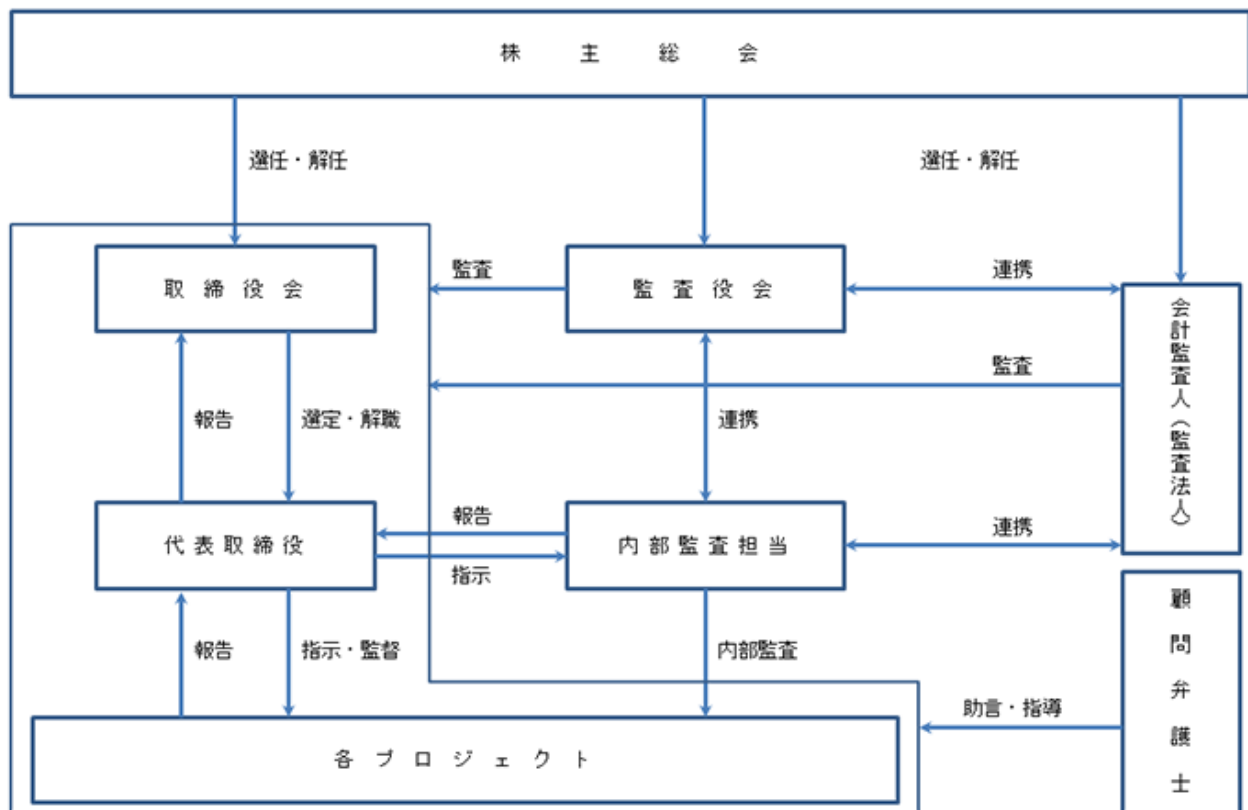 株主総会
選任・解任
選任・解任
取締役会
監査
監査役会
連携
会計監査人(監査法人)
監査
報告
選定・解職
連携
代表取締役
報告
指示
内部監査担当
連携
顧問弁護士
報告
指示・監督
内部監査
助言・指導
各プロジェクト